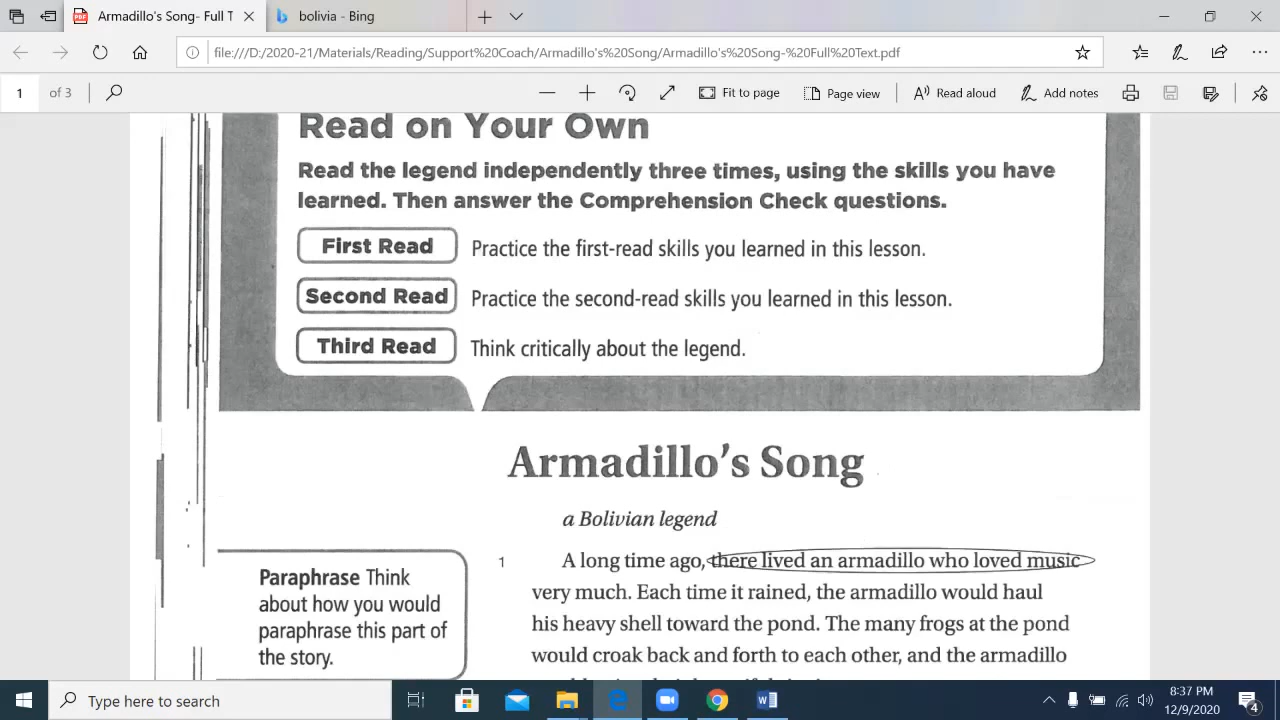 Armadillo's Song- Full T
bolivia - Bing
file:///D:/2020-21/Materials/Reading/Support%20Coach/Armadillo's%20Song/Armadillo's%20Song-%20Full%20Text.pdf
1 of 3 Fit to page Page view Read aloud Add notes
Read on Your Own
Read the legend independently three times, using the skills you have
learned. Then answer the Comprehension Check questions.
First Read Practice the first-read skills you learned in this lesson.
Second Read Practice the second-read skills you learned in this lesson.
Third Read Think critically about the legend.
Armadillo's Song
a Bolivian legend
Paraphrase Think
about how you would
paraphrase this part of
the story.
1 A long time ago, there lived an armadillo who loved music
very much. Each time it rained, the armadillo would haul
his heavy shell toward the pond. The many frogs at the pond
would croak back and forth to each other, and the armadillo
Type here to search
8:37 PM
12/9/2020
4